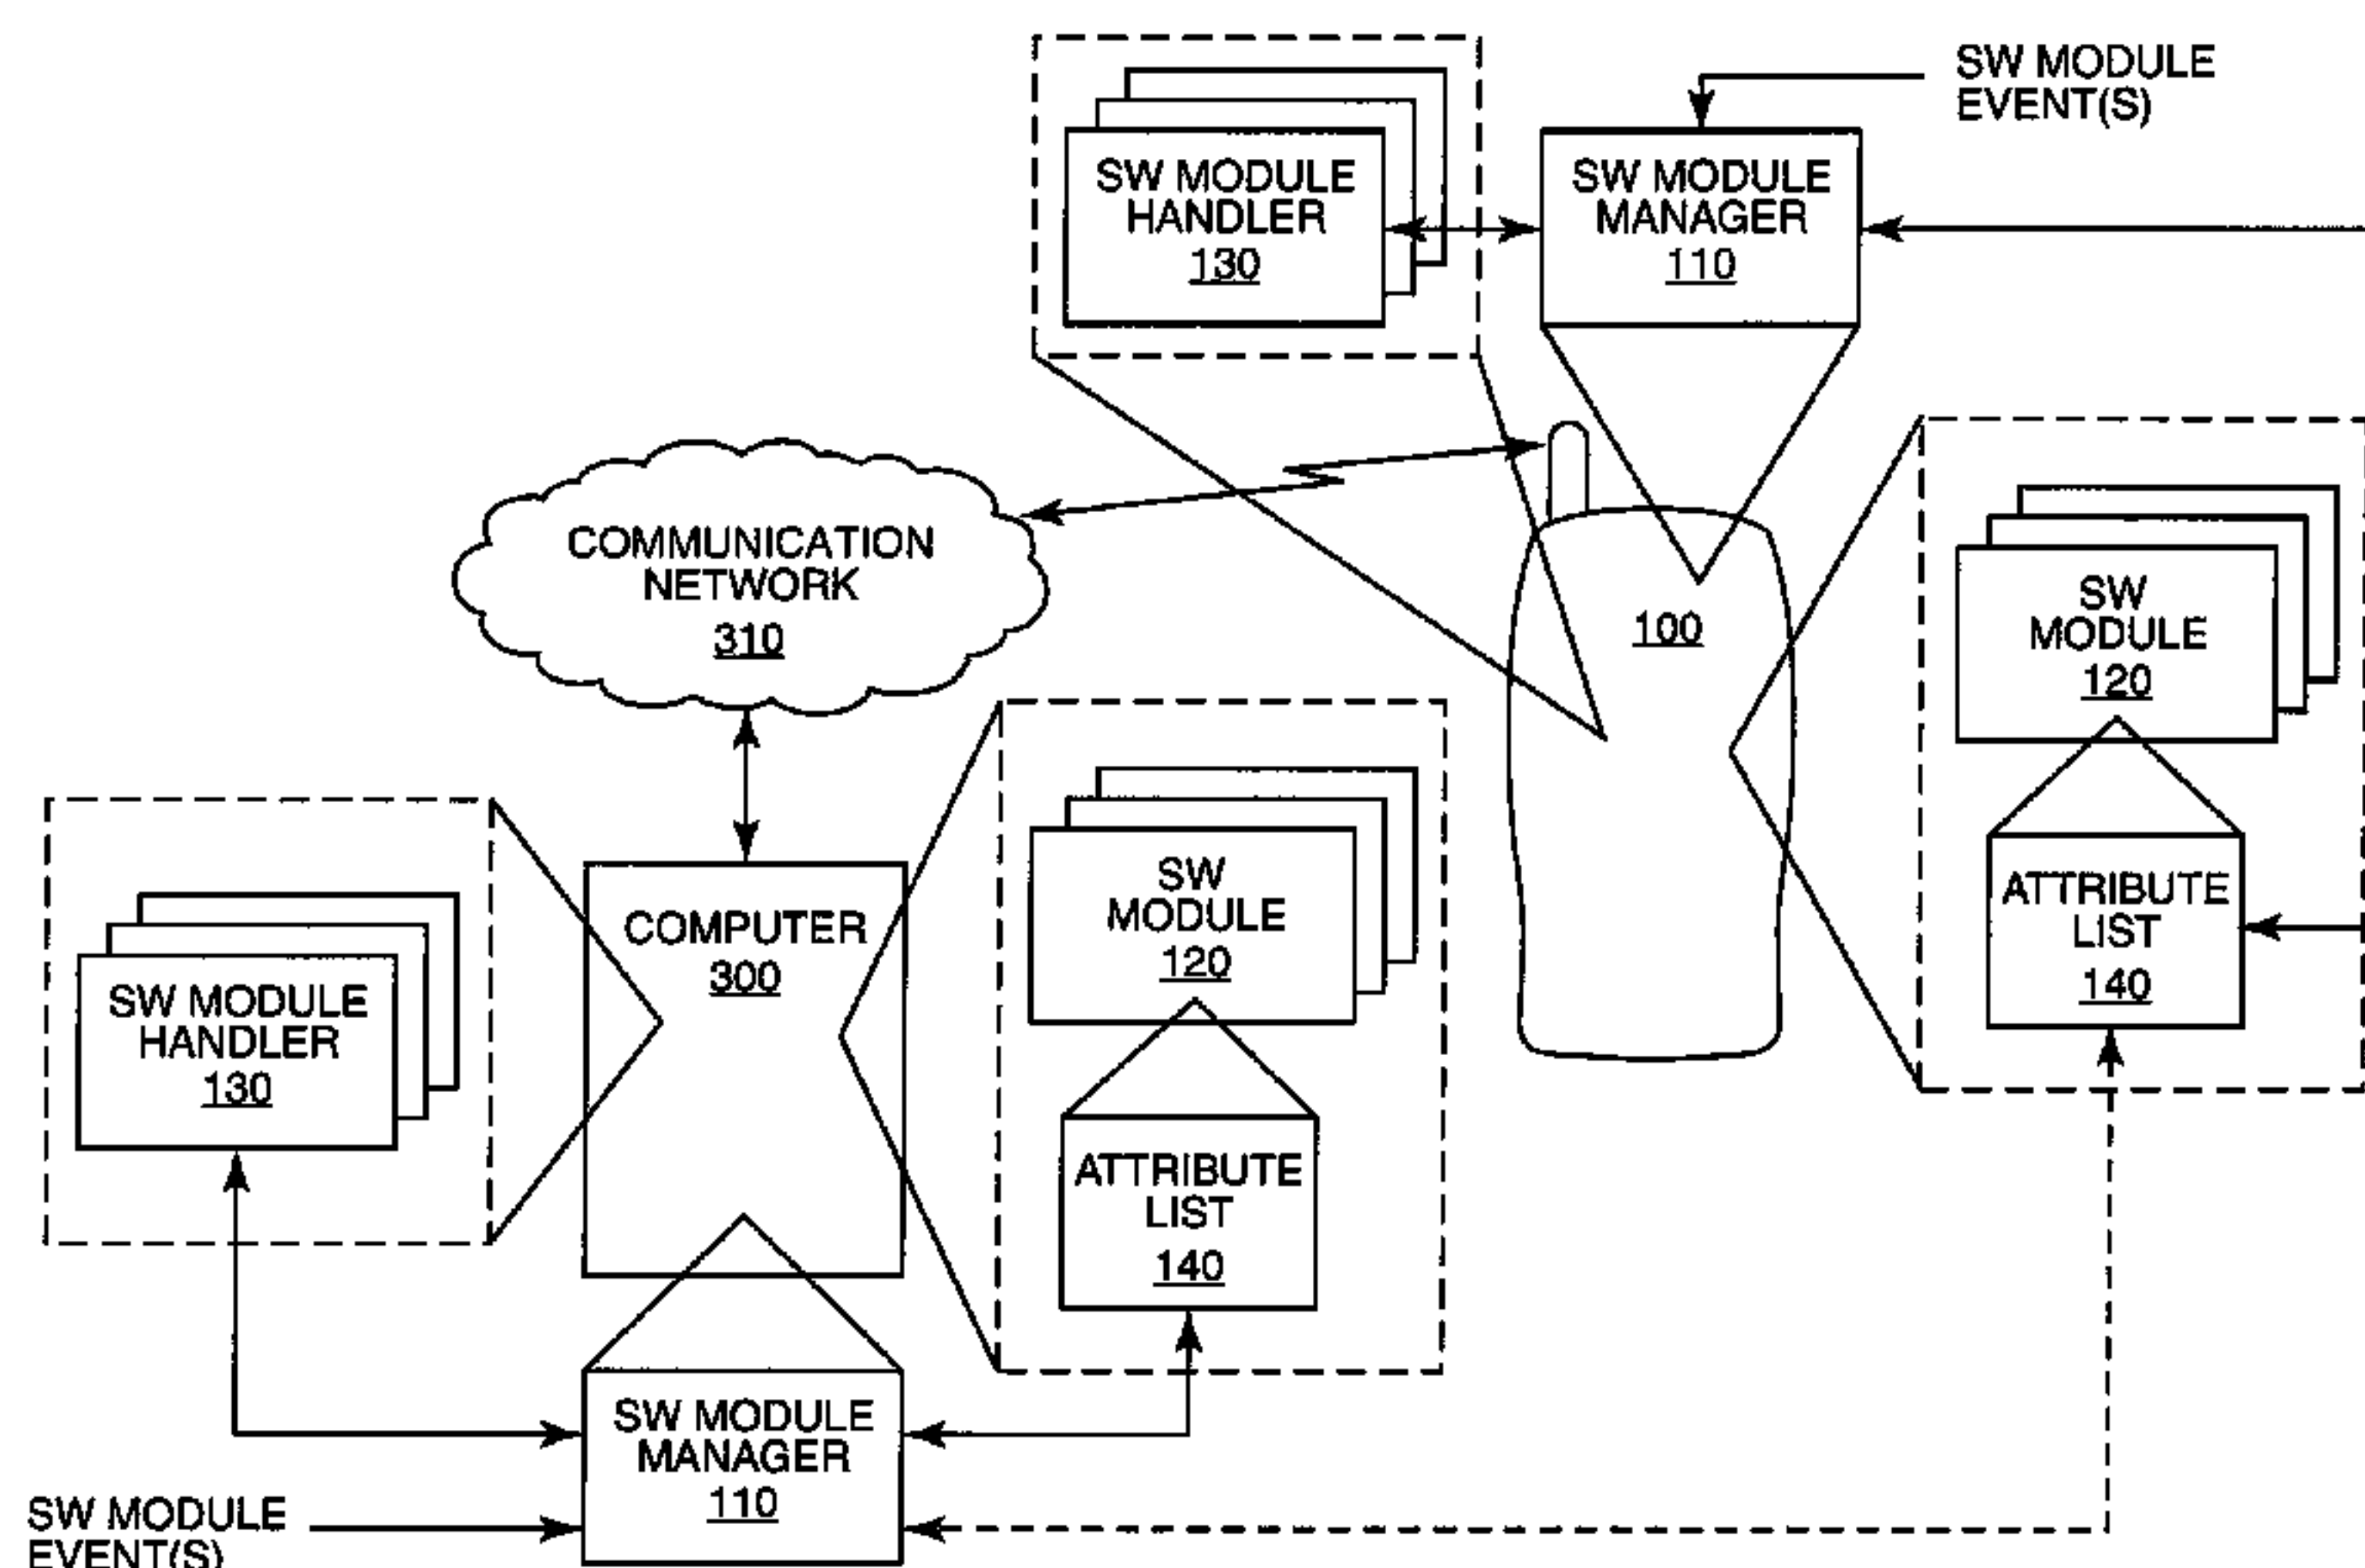 SW MODULE
EVENT(S)
SW MODULE
HANDLER
130
SW MODULE
MANAGER
110
COMMUNICATION
NETWORK
310
100
SW
MODULE
120
ATTRIBUTE
LIST
140
COMPUTER
300
SW
MODULE
120
ATTRIBUTE
LIST
140
SW MODULE
HANDLER
130
SW MODULE
MANAGER
110
SW MODULE
EVENT(S)